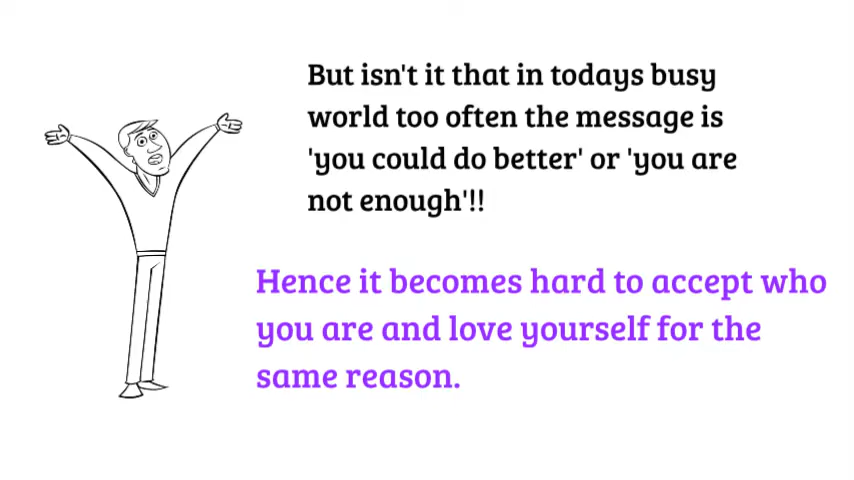 But isn't it that in todays busy
world too often the message is
'you could do better' or 'you are
not enough'!!
Hence it becomes hard to accept who
you are and love yourself for the
same reason.